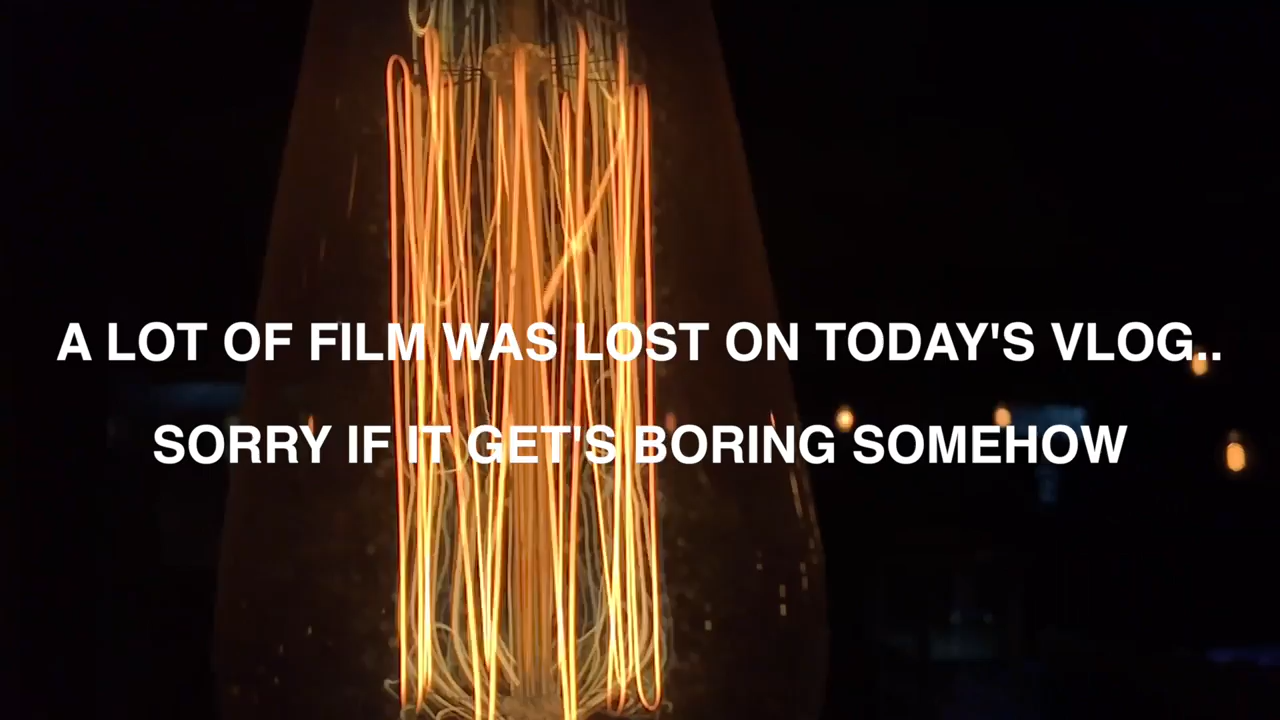 A LOT OF FILM WAS LOST ON TODAY'S VLOG..
SORRY IF IT GET'S BORING SOMEHOW